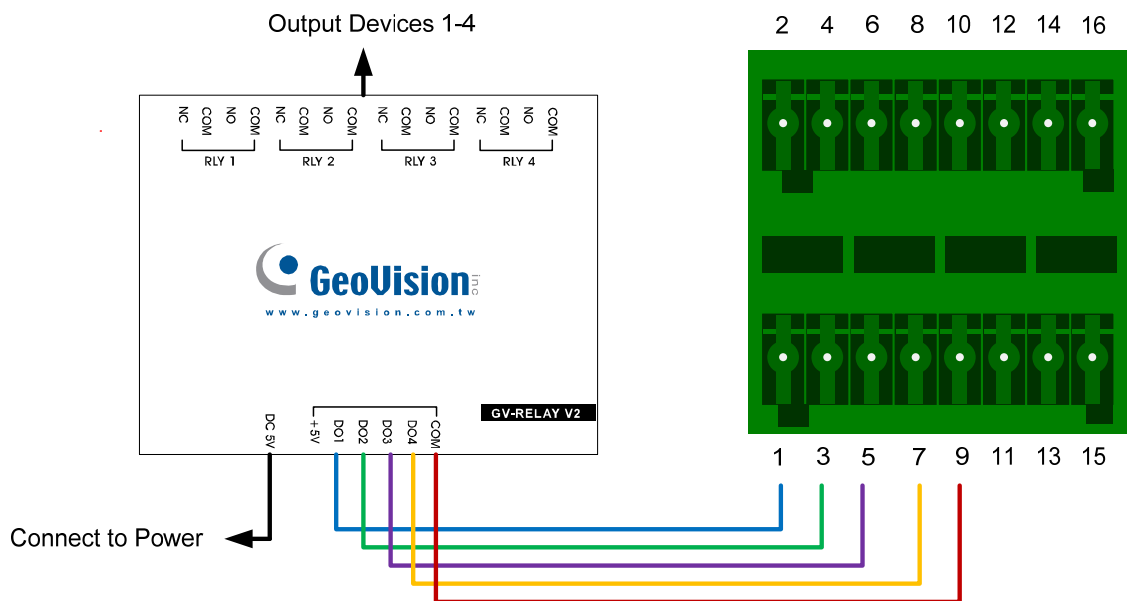 Output Devices 1-4
2 4 6 8 10 12 14 16
NC COM NO COM NC COM NO COM NC COM NO COM NC COM NO COM
RLY 1 RLY 2 RLY 3 RLY 4
GeoVision inc
www.geovision.com.tw
GV-RELAY V2
DC 5V +5V DO1 DO2 DO3 DO4 COM
1 3 5 7 9 11 13 15
Connect to Power